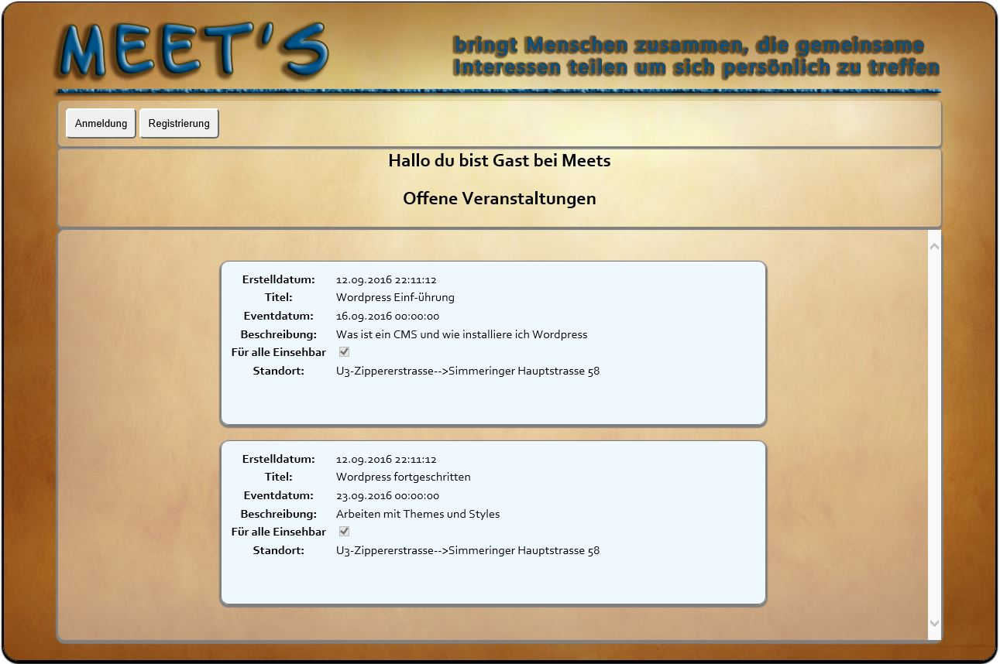 MEET'S
bringt Menschen zusammen, die gemeinsame
Interessen teilen um sich persönlich zu treffen
Anmeldung Registrierung
Hallo du bist Gast bei Meets
Offene Veranstaltungen
Erstelldatum: 12.09.2016 22:11:12
Titel: Wordpress Einf-ührung
Eventdatum: 16.09.2016 00:00:00
Beschreibung: Was ist ein CMS und wie installiere ich Wordpress
Für alle Einsehbar
Standort: U3-Zippererstrasse-->Simmeringer Hauptstrasse 58
Erstelldatum: 12.09.2016 22:11:12
Titel: Wordpress fortgeschritten
Eventdatum: 23.09.2016 00:00:00
Beschreibung: Arbeiten mit Themes und Styles
Für alle Einsehbar
Standort: U3-Zippererstrasse-->Simmeringer Hauptstrasse 58